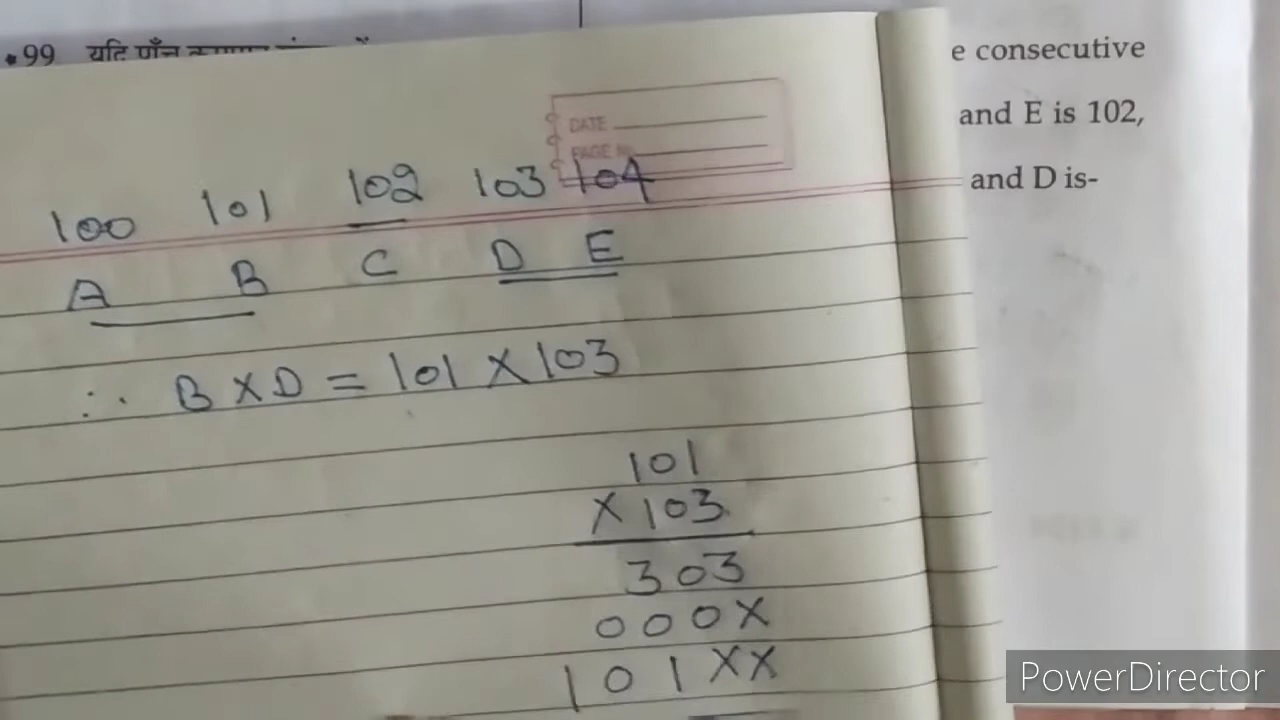 .99 यदि पाँच
e consecutive
and E is 102,
and D is-
DATE
PAGE No.
100 101 102 103 104
A B C D E
∴ B X D = 101 X 103
101
X 103
303
000X
101XX
PowerDirector